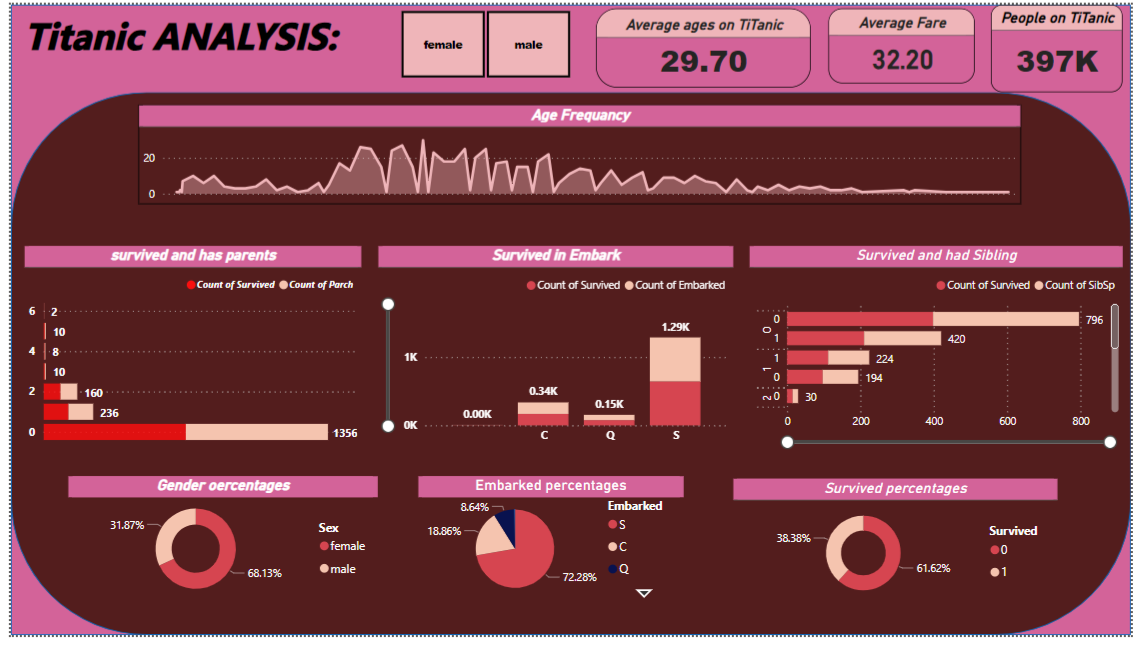 Titanic ANALYSIS:
female
male
Average ages on TiTanic
29.70
Average Fare
32.20
People on TiTanic
397K
Age Frequancy
20
0
survived and has parents
Count of Survived Count of Parch
6
2
10
4
8
10
2
160
236
0
1356
Survived in Embark
Count of Survived Count of Embarked
1K
0K
0.00K
0.34K
0.15K
1.29K
C
Q
S
Survived and had Sibling
Count of Survived Count of SibSp
0
0
796
1
420
1
1
224
0
194
2
0
30
0
200
400
600
800
Gender oercentages
31.87%
68.13%
Sex
female
male
Embarked percentages
8.64%
18.86%
72.28%
Embarked
S
C
Q
Survived percentages
38.38%
61.62%
Survived
0
1